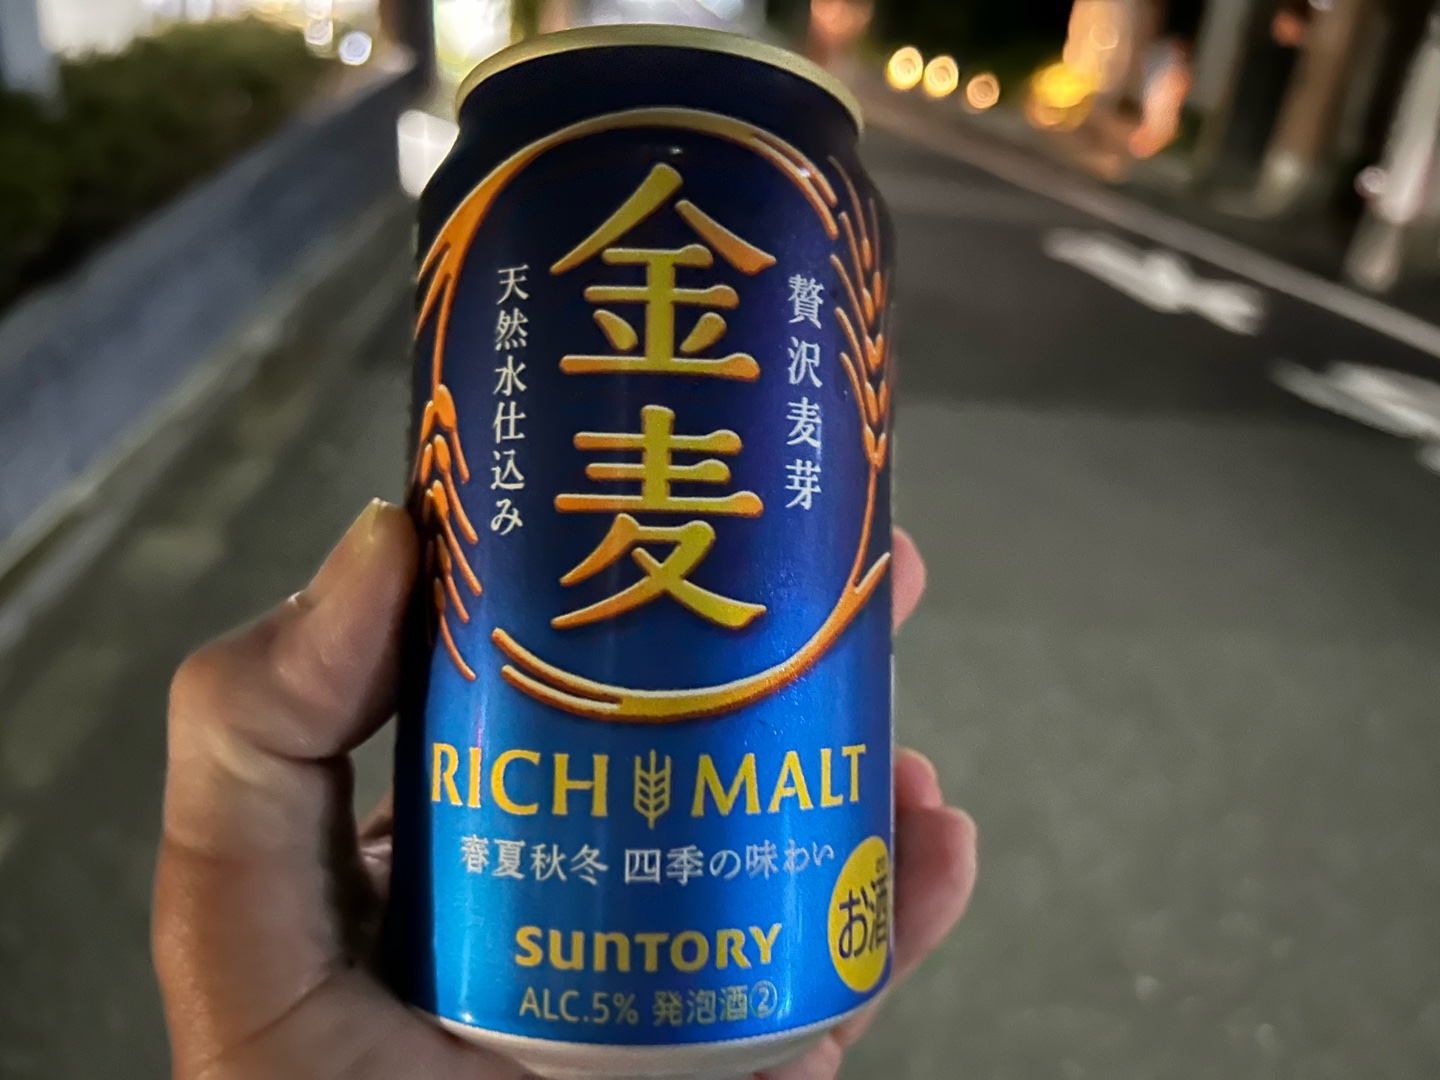 金麦
贅沢麦芽
天然水仕込み
RICH MALT
春夏秋冬 四季の味わい
お酒
SUNTORY
ALC.5% 発泡酒②